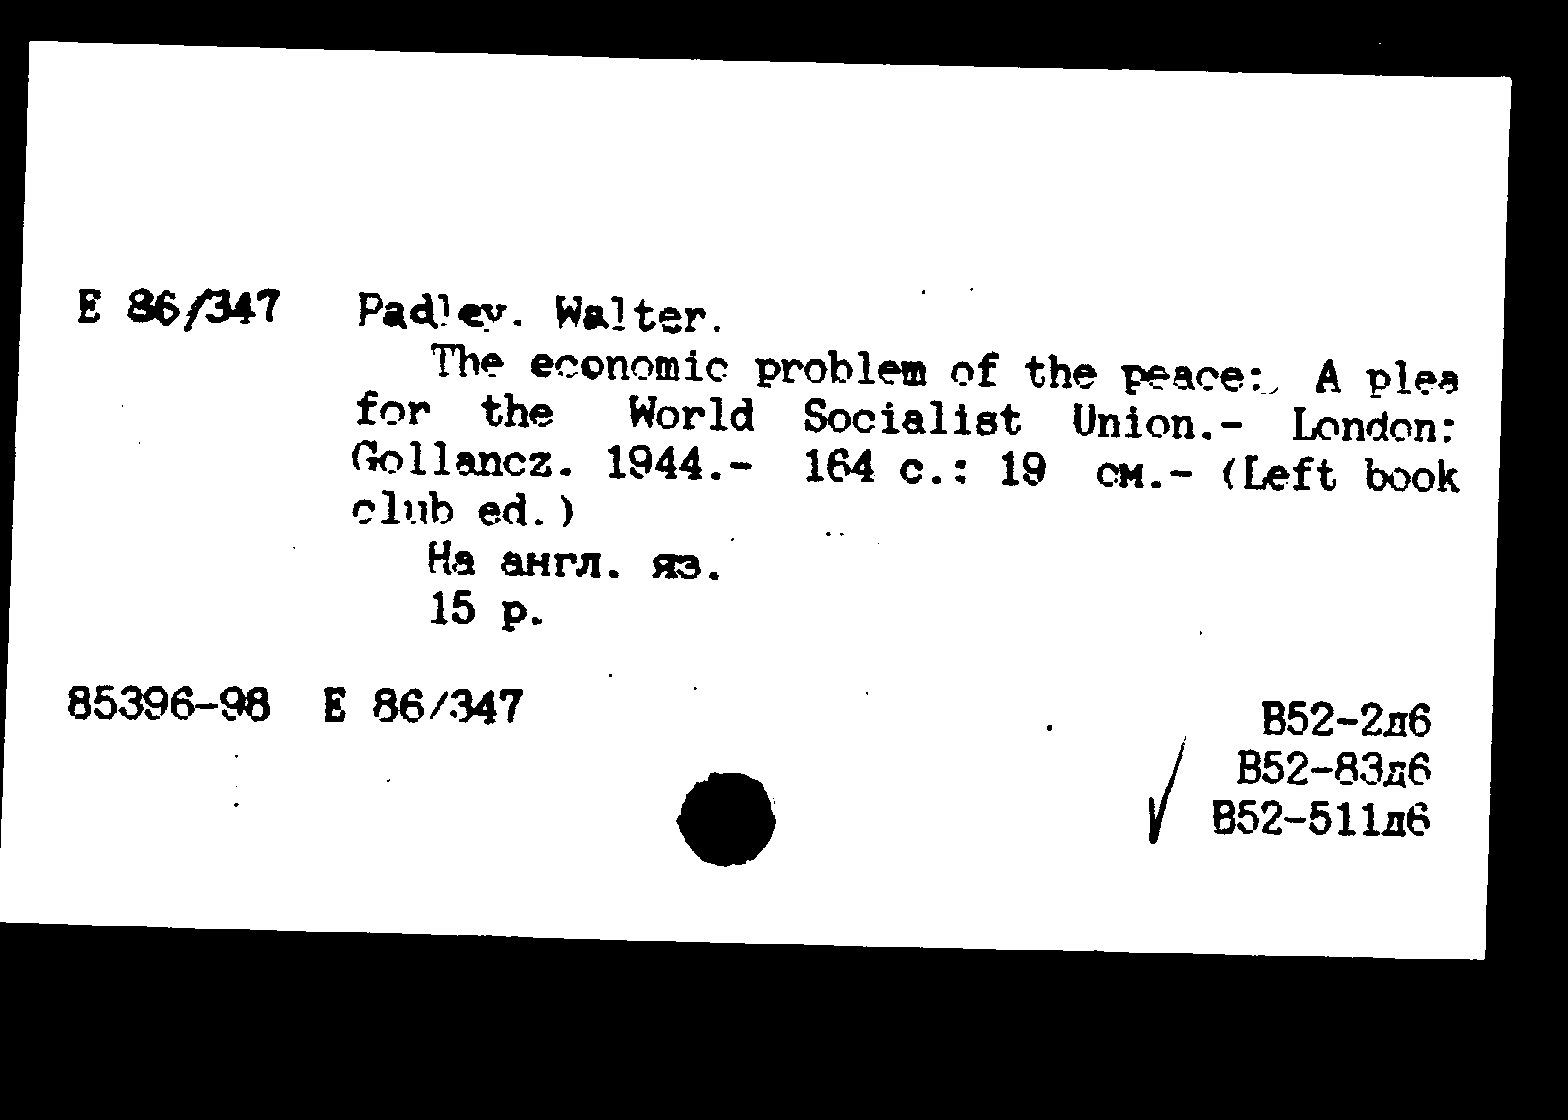 E 86/347 Padley. Walter.
The economic problem of the peace: A plea
for the World Socialist Union.- London:
Gollancz. 1944.- 164 с.: 19 см.- (Left book
club ed.)
На англ. яз.
15 р.
85396-98 E 86/347
B52-2д6
B52-83д6
B52-511д6